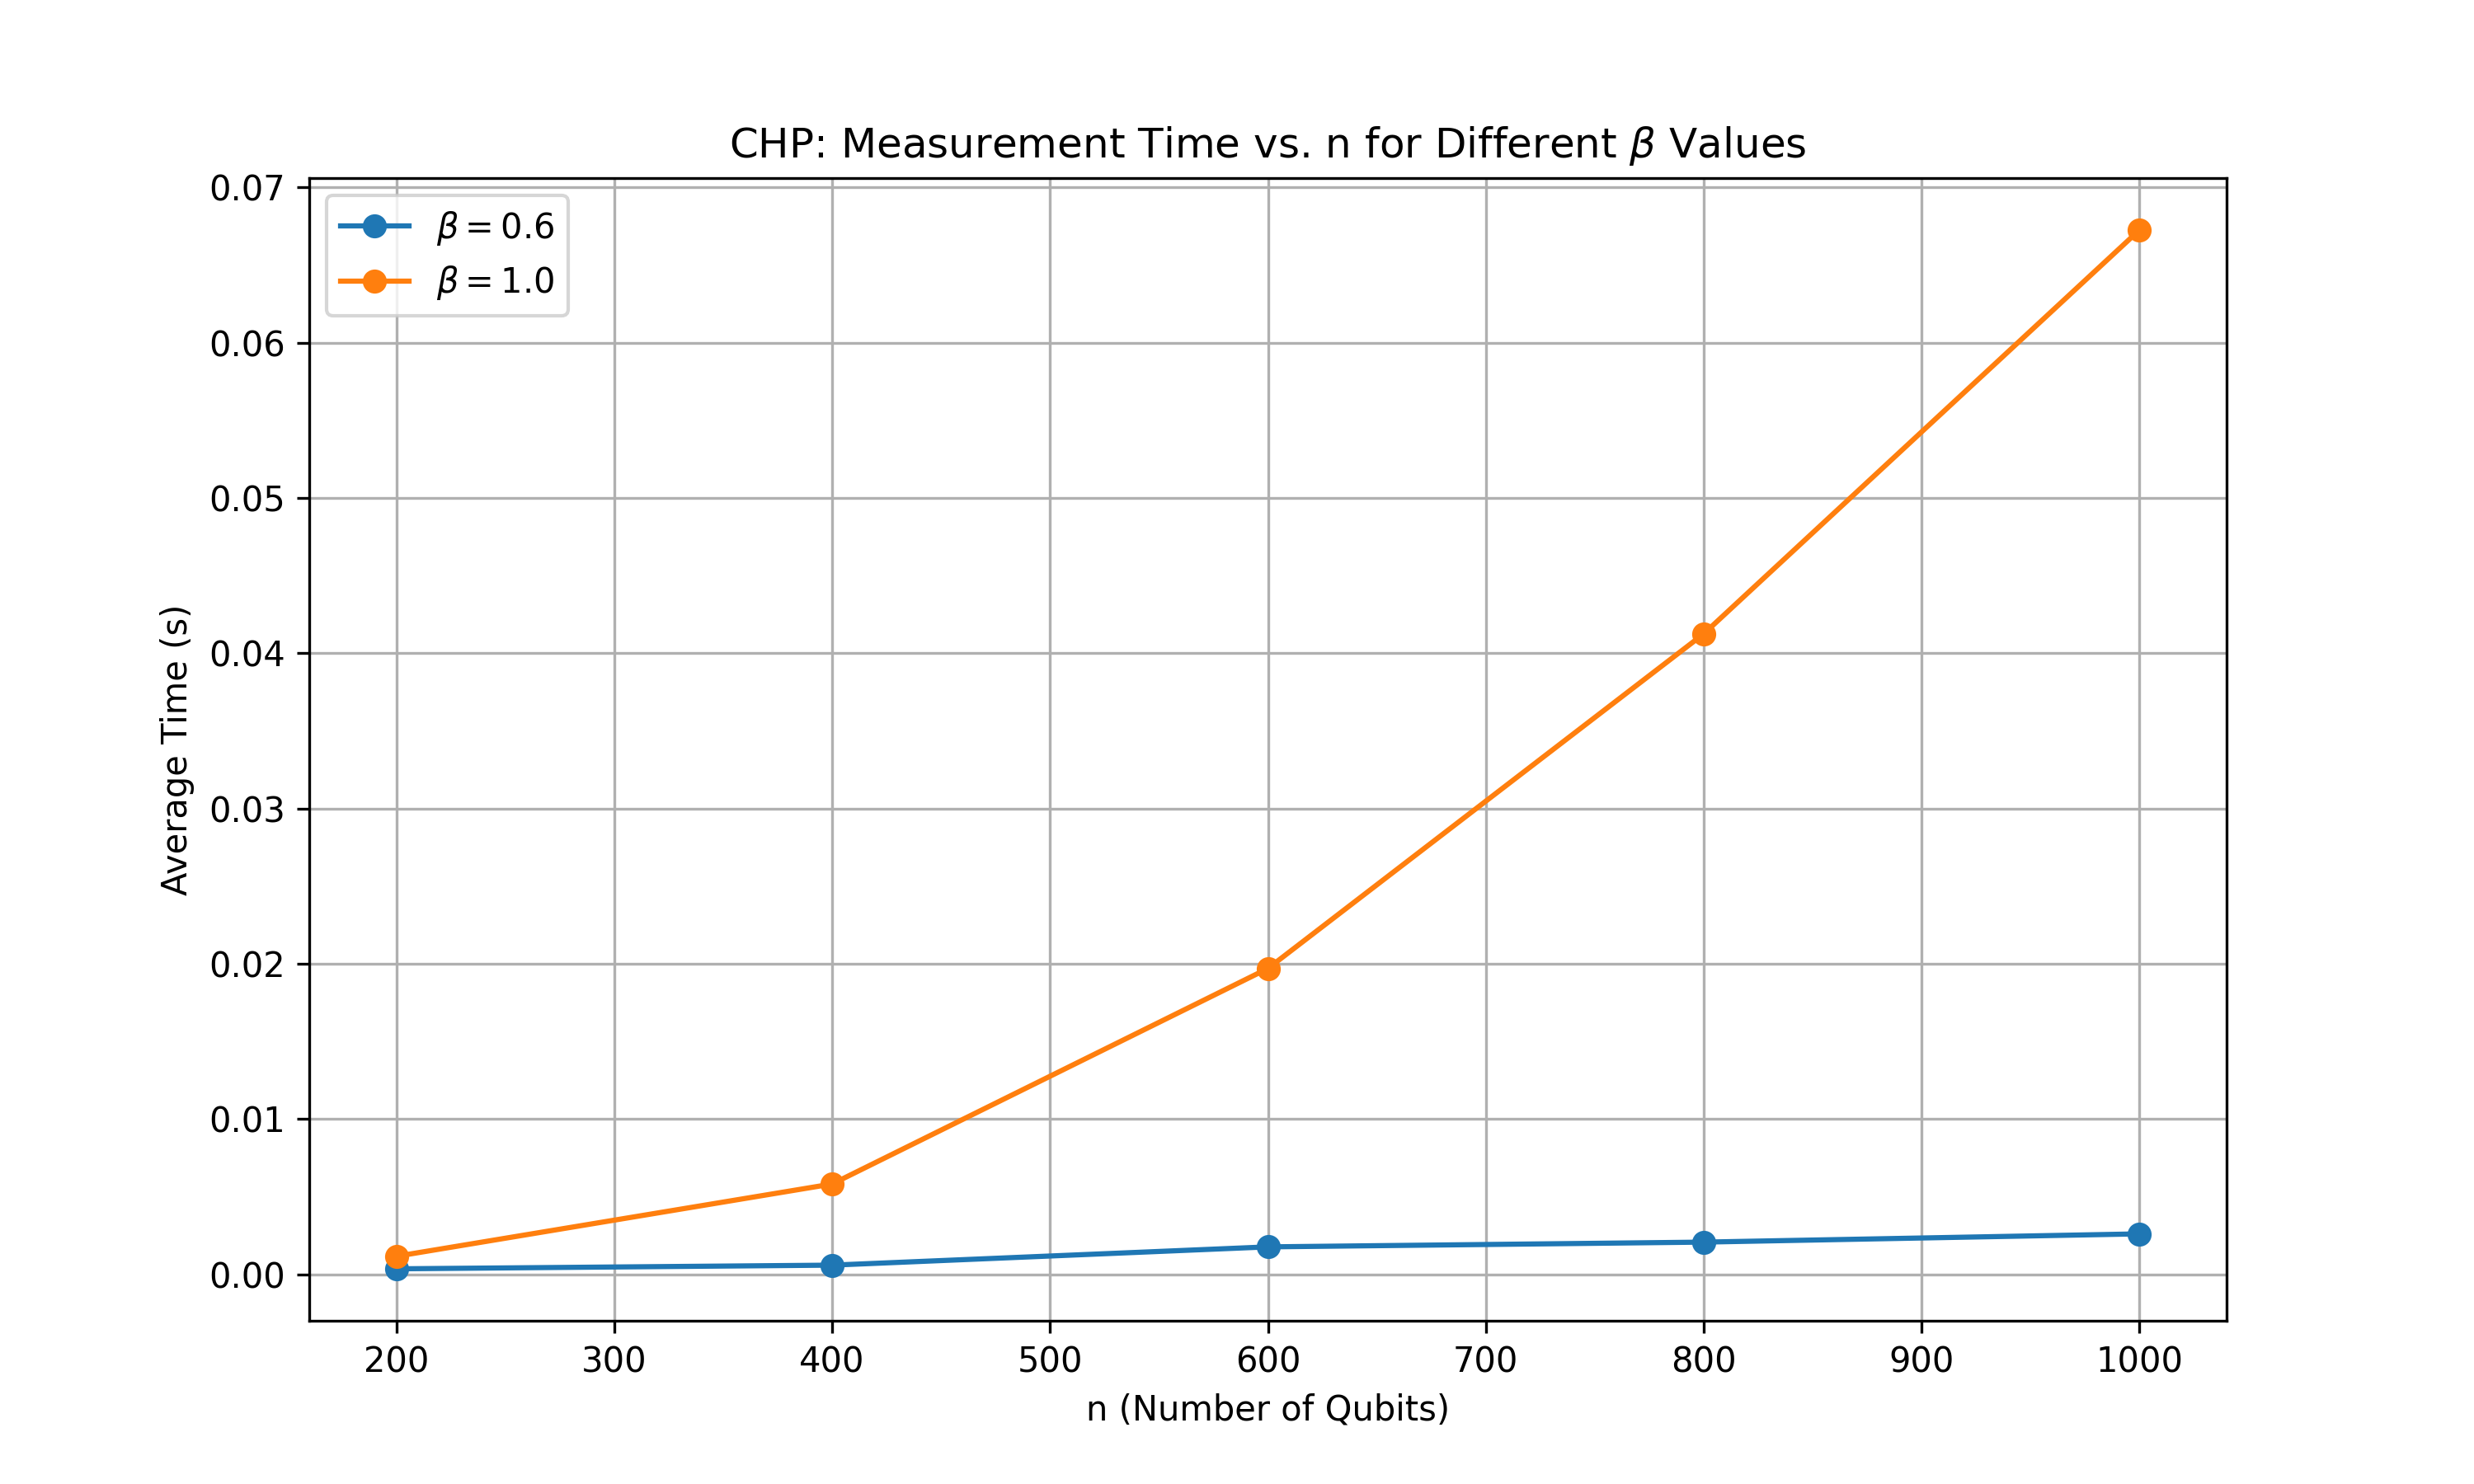 CHP: Measurement Time vs. n for Different β Values
β = 0.6
β = 1.0
0.07
0.06
0.05
0.04
0.03
0.02
0.01
0.00
Average Time (s)
200 300 400 500 600 700 800 900 1000
n (Number of Qubits)